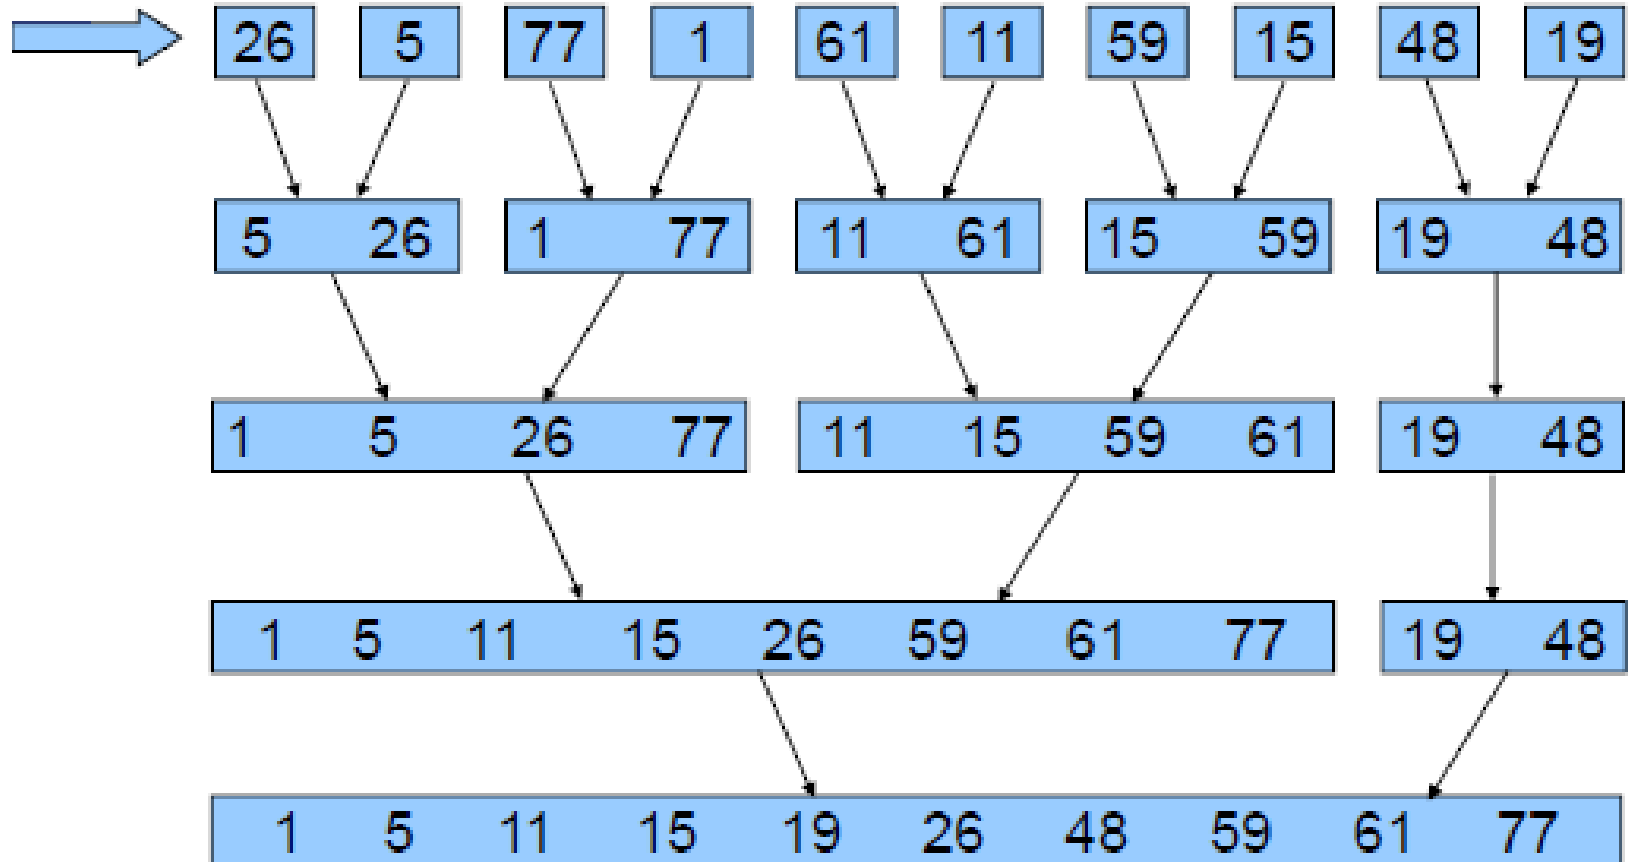 26 5 77 1 61 11 59 15 48 19
5 26 1 77 11 61 15 59 19 48
1 5 26 77 11 15 59 61 19 48
1 5 11 15 26 59 61 77 19 48
1 5 11 15 19 26 48 59 61 77